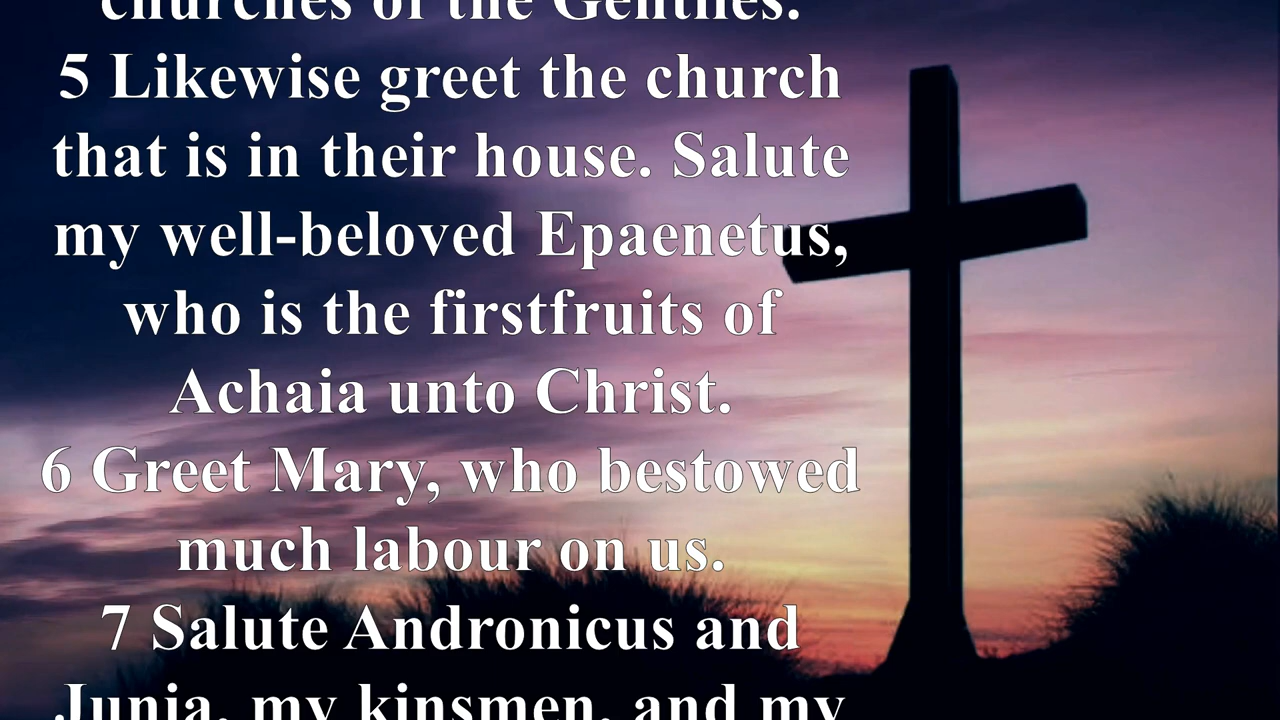 churches of the Gentiles.
5 Likewise greet the church
that is in their house. Salute
my well-beloved Epaenetus,
who is the firstfruits of
Achaia unto Christ.
6 Greet Mary, who bestowed
much labour on us.
7 Salute Andronicus and
Junia, my kinsmen, and my